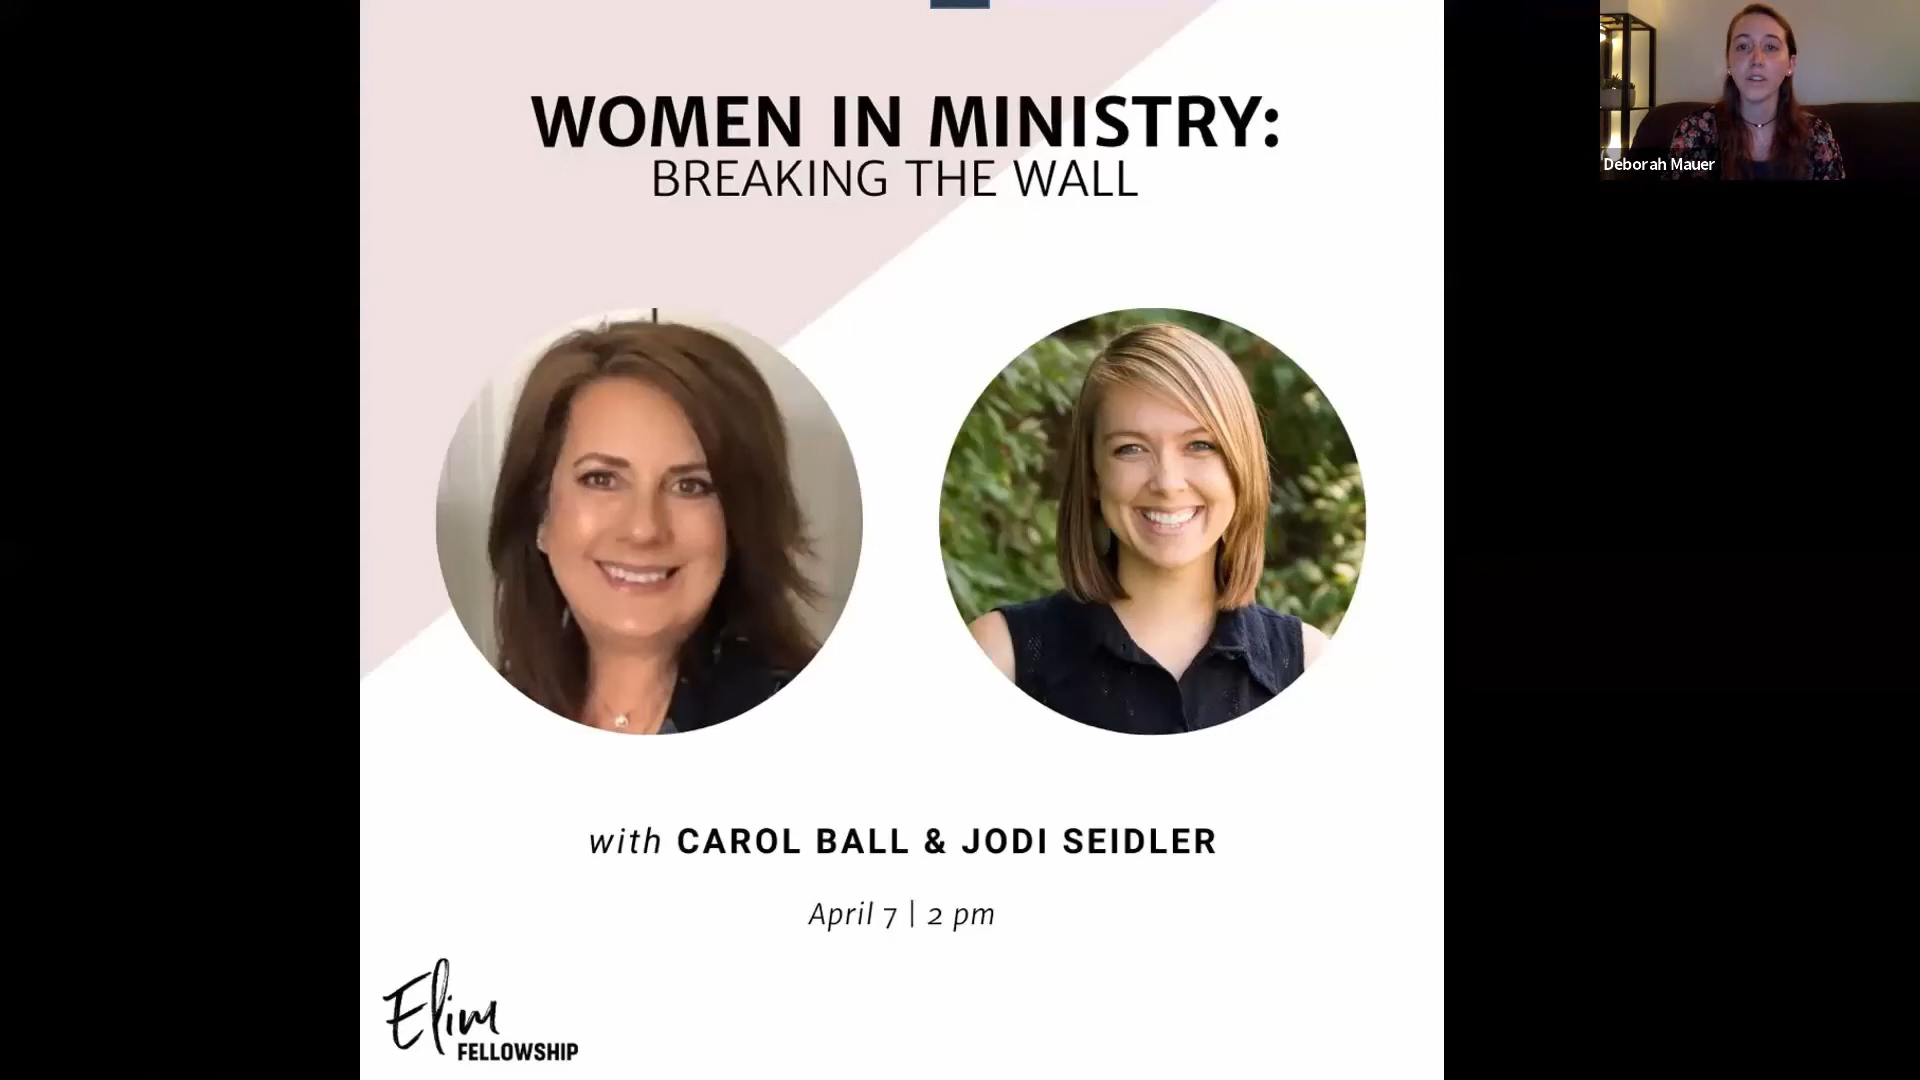 WOMEN IN MINISTRY:
BREAKING THE WALL
with CAROL BALL & JODI SEIDLER
April 7 | 2 pm
Elim
FELLOWSHIP
Deborah Mauer